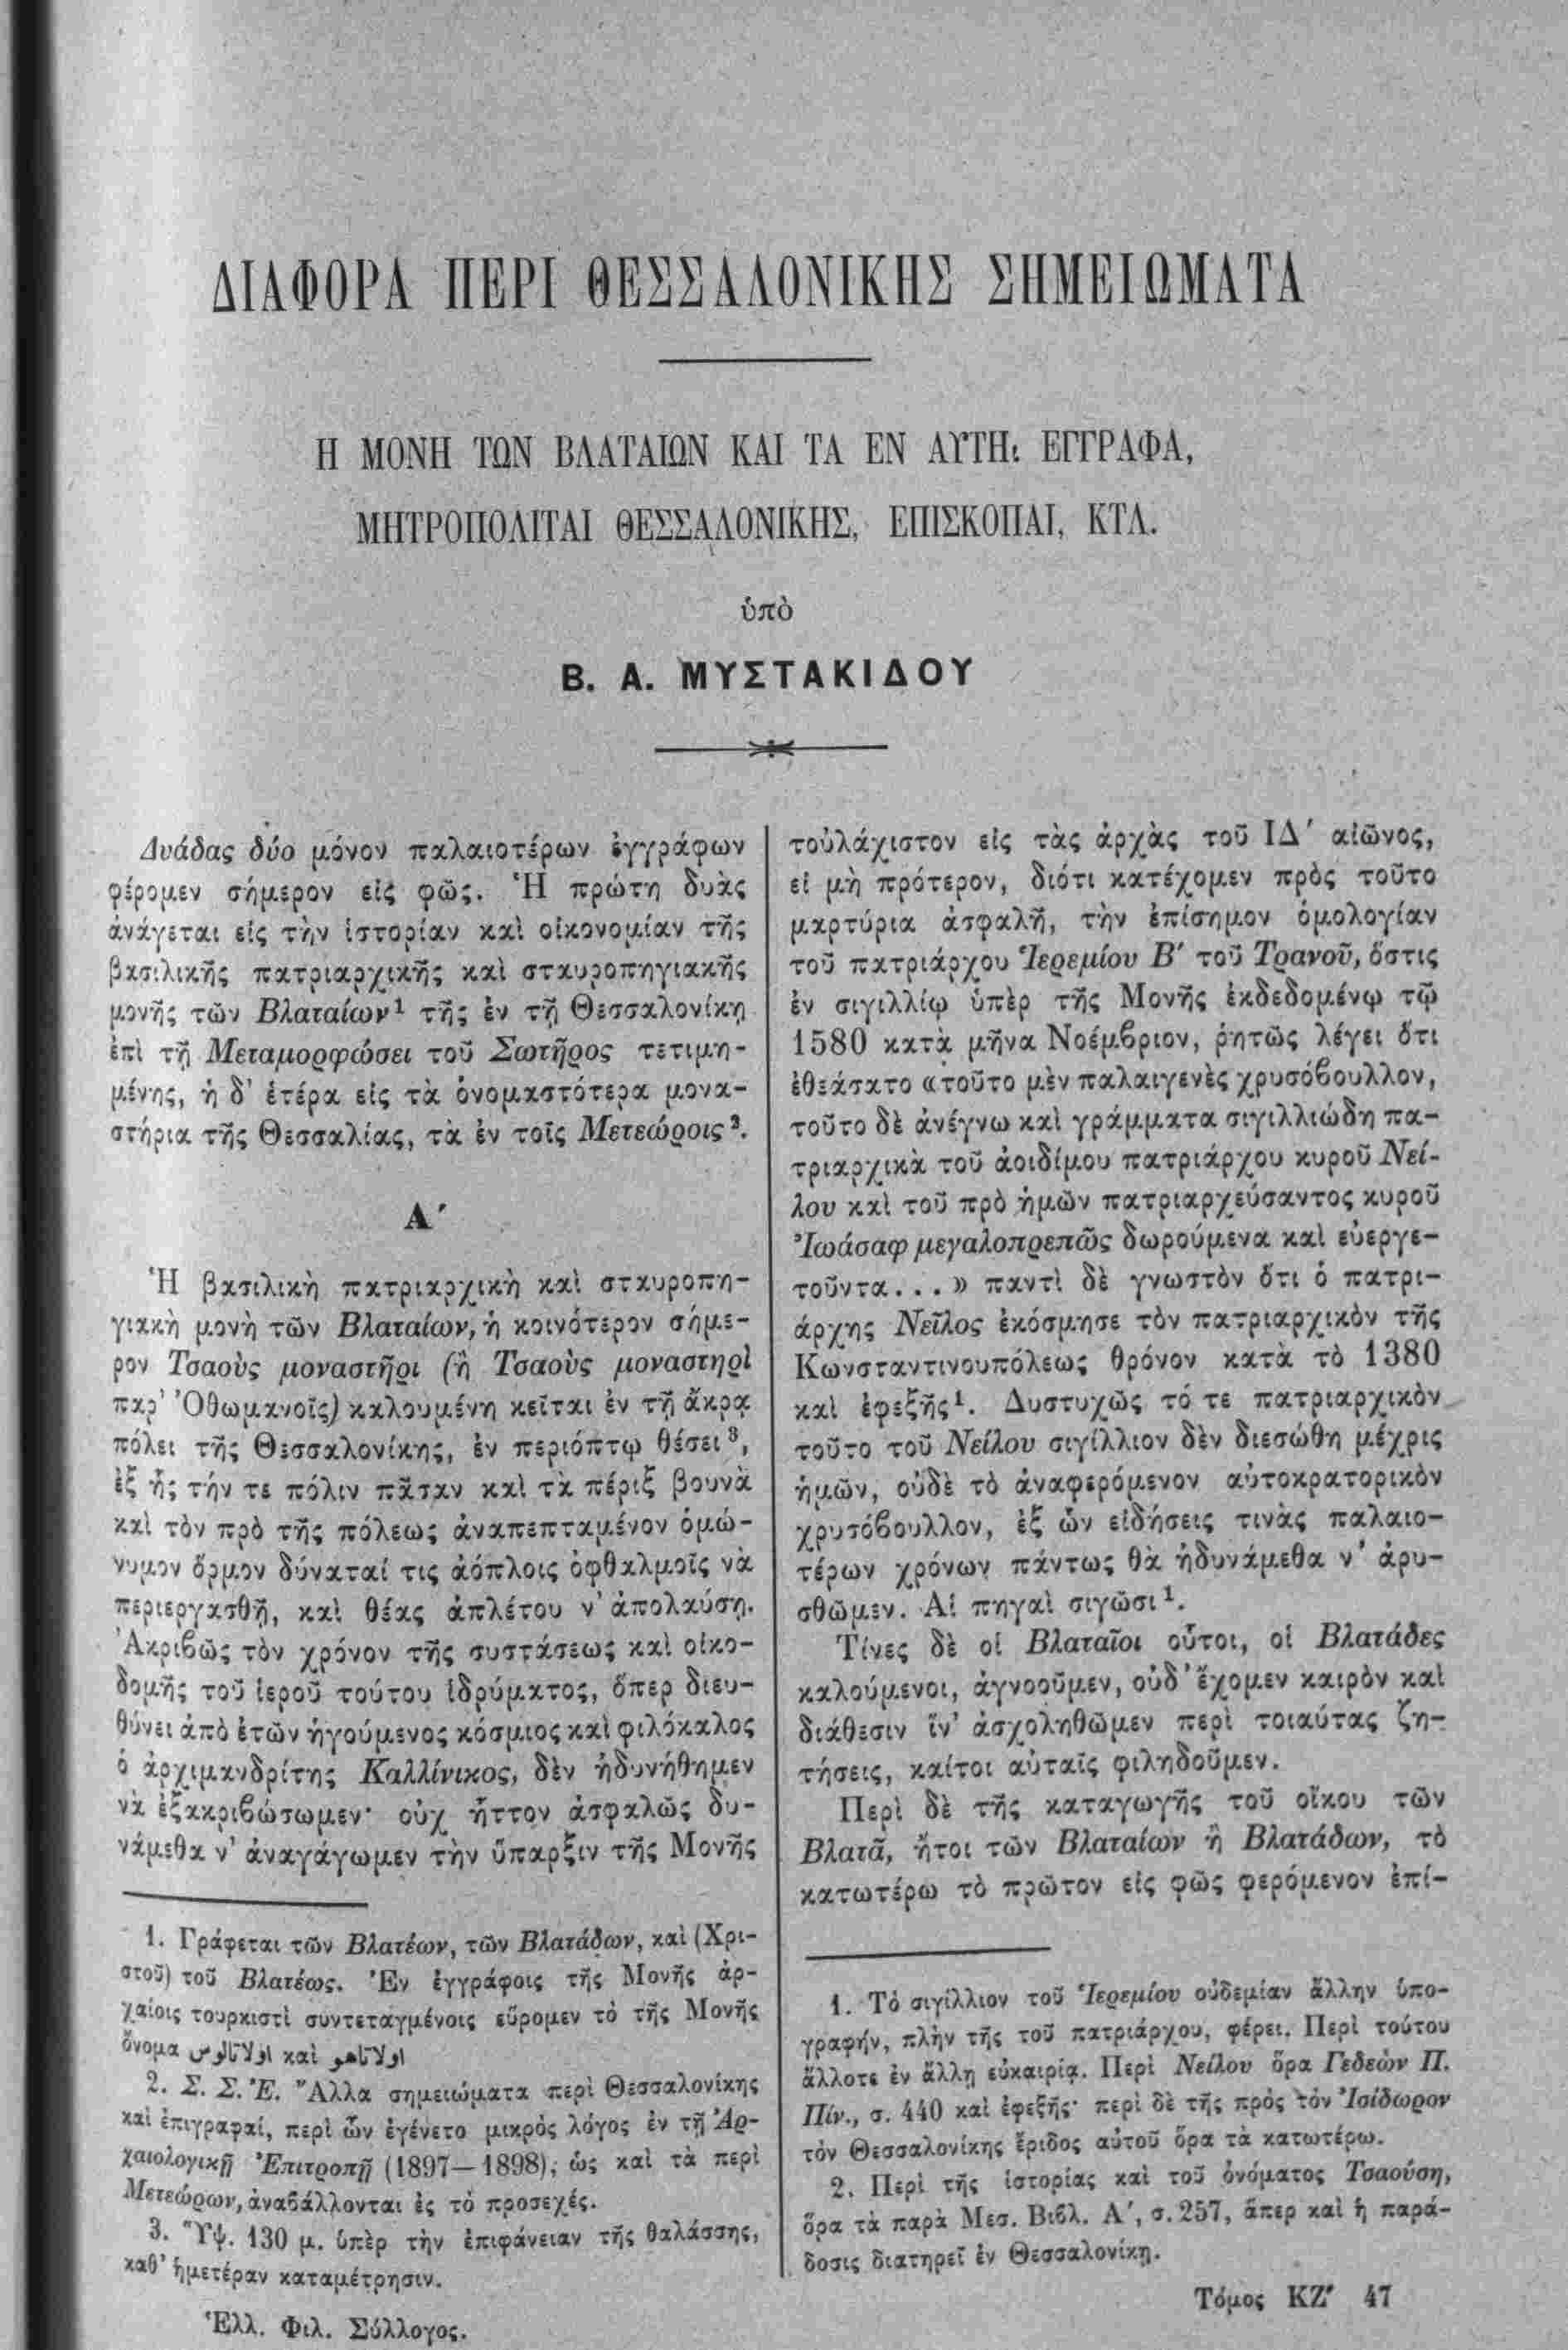 ΔΙΑΦΟΡΑ ΠΕΡΙ ΘΕΣΣΑΛΟΝΙΚΗΣ ΣΗΜΕΙΩΜΑΤΑ
Η ΜΟΝΗ ΤΩΝ ΒΛΑΤΑΙΩΝ ΚΑΙ ΤΑ ΕΝ ΑΥΤΗι ΕΓΓΡΑΦΑ,
ΜΗΤΡΟΠΟΛΙΤΑΙ ΘΕΣΣΑΛΟΝΙΚΗΣ, ΕΠΙΣΚΟΠΑΙ, ΚΤΛ.
ὑπὸ
Β. Α. ΜΥΣΤΑΚΙΔΟΥ
Δυάδας δύο μόνον παλαιοτέρων ἐγγράφων
φέρομεν σήμερον εἰς φῶς. Ἡ πρώτη δυὰς
ἀνάγεται εἰς τὴν ἱστορίαν καὶ οἰκονομίαν τῆς
βασιλικῆς πατριαρχικῆς καὶ σταυροπηγιακῆς
μονῆς τῶν Βλαταίων¹ τῆς ἐν τῇ Θεσσαλονίκῃ
ἐπὶ τῇ Μεταμορφώσει τοῦ Σωτῆρος τετιμη-
μένης, ἡ δ' ἑτέρα εἰς τὰ ὀνομαστότερα μονα-
στήρια τῆς Θεσσαλίας, τὰ ἐν τοῖς Μετεώροις².
Α΄
Ἡ βασιλικὴ πατριαρχικὴ καὶ σταυροπη-
γιακὴ μονὴ τῶν Βλαταίων, ἡ κοινότερον σήμε-
ρον Τσαοὺς μοναστῆρι (ἢ Τσαοὺς μοναστηρὶ
παρ' Ὀθωμανοῖς) καλουμένη κεῖται ἐν τῇ ἄκρᾳ
πόλει τῆς Θεσσαλονίκης, ἐν περιόπτῳ θέσει³,
ἐξ ἧς τήν τε πόλιν πᾶσαν καὶ τὰ πέριξ βουνὰ
καὶ τὸν πρὸ τῆς πόλεως ἀναπεπταμένον ὁμώ-
νυμον ὅρμον δύναταί τις ἀόπλοις ὀφθαλμοῖς νὰ
περιεργασθῇ, καὶ θέας ἀπλέτου ν' ἀπολαύσῃ.
Ἀκριβῶς τὸν χρόνον τῆς συστάσεως καὶ οἰκο-
δομῆς τοῦ ἱεροῦ τούτου ἱδρύματος, ὅπερ διευ-
θύνει ἀπὸ ἐτῶν ἡγούμενος κόσμιος καὶ φιλόκαλος
ὁ ἀρχιμανδρίτης Καλλίνικος, δὲν ἠδυνήθημεν
νὰ ἐξακριβώσωμεν· οὐχ ἧττον ἀσφαλῶς δυ-
νάμεθα ν' ἀναγάγωμεν τὴν ὕπαρξιν τῆς Μονῆς
1. Γράφεται τῶν Βλατέων, τῶν Βλατάδων, καὶ (Χρι-
στοῦ) τοῦ Βλατέως. Ἐν ἐγγράφοις τῆς Μονῆς ἀρ-
χαίοις τουρκιστὶ συντεταγμένοις εὕρομεν τὸ τῆς Μονῆς
ὄνομα اولاتالوس καὶ اولاتاهو
2. Σ. Σ. Ἐ. Ἄλλα σημειώματα περὶ Θεσσαλονίκης
καὶ ἐπιγραφαί, περὶ ὧν ἐγένετο μικρὸς λόγος ἐν τῇ Ἀρ-
χαιολογικῇ Ἐπιτροπῇ (1897—1898), ὡς καὶ τὰ περὶ
Μετεώρων, ἀναβάλλονται ἐς τὸ προσεχές.
3. Ὕψ. 130 μ. ὑπὲρ τὴν ἐπιφάνειαν τῆς θαλάσσης,
καθ' ἡμετέραν καταμέτρησιν.
Ἑλλ. Φιλ. Σύλλογος.
τοὐλάχιστον εἰς τὰς ἀρχὰς τοῦ ΙΔ΄ αἰῶνος,
εἰ μὴ πρότερον, διότι κατέχομεν πρὸς τοῦτο
μαρτύρια ἀσφαλῆ, τὴν ἐπίσημον ὁμολογίαν
τοῦ πατριάρχου Ἱερεμίου Β΄ τοῦ Τρανοῦ, ὅστις
ἐν σιγιλλίῳ ὑπὲρ τῆς Μονῆς ἐκδεδομένῳ τῷ
1580 κατὰ μῆνα Νοέμβριον, ῥητῶς λέγει ὅτι
ἐθεάσατο «τοῦτο μὲν παλαιγενὲς χρυσόβουλλον,
τοῦτο δὲ ἀνέγνω καὶ γράμματα σιγιλλιώδη πα-
τριαρχικὰ τοῦ ἀοιδίμου πατριάρχου κυροῦ Νεί-
λου καὶ τοῦ πρὸ ἡμῶν πατριαρχεύσαντος κυροῦ
Ἰωάσαφ μεγαλοπρεπῶς δωρούμενα καὶ εὐεργε-
τοῦντα...» παντὶ δὲ γνωστὸν ὅτι ὁ πατρι-
άρχης Νεῖλος ἐκόσμησε τὸν πατριαρχικὸν τῆς
Κωνσταντινουπόλεως θρόνον κατὰ τὸ 1380
καὶ ἐφεξῆς¹. Δυστυχῶς τό τε πατριαρχικὸν
τοῦτο τοῦ Νείλου σιγίλλιον δὲν διεσώθη μέχρις
ἡμῶν, οὐδὲ τὸ ἀναφερόμενον αὐτοκρατορικὸν
χρυσόβουλλον, ἐξ ὧν εἰδήσεις τινὰς παλαιο-
τέρων χρόνων πάντως θὰ ἠδυνάμεθα ν' ἀρυ-
σθῶμεν. Αἱ πηγαὶ σιγῶσι¹.
Τίνες δὲ οἱ Βλαταῖοι οὗτοι, οἱ Βλατάδες
καλούμενοι, ἀγνοοῦμεν, οὐδ' ἔχομεν καιρὸν καὶ
διάθεσιν ἵν' ἀσχοληθῶμεν περὶ τοιαύτας ζη-
τήσεις, καίτοι αὐταῖς φιληδοῦμεν.
Περὶ δὲ τῆς καταγωγῆς τοῦ οἴκου τῶν
Βλατᾶ, ἤτοι τῶν Βλαταίων ἢ Βλατάδων, τὸ
κατωτέρω τὸ πρῶτον εἰς φῶς φερόμενον ἐπί-
1. Τὸ σιγίλλιον τοῦ Ἱερεμίου οὐδεμίαν ἄλλην ὑπο-
γραφήν, πλὴν τῆς τοῦ πατριάρχου, φέρει. Περὶ τούτου
ἄλλοτε ἐν ἄλλῃ εὐκαιρίᾳ. Περὶ Νείλου ὅρα Γεδεὼν Π.
Πίν., σ. 440 καὶ ἐφεξῆς· περὶ δὲ τῆς πρὸς τὸν Ἰσίδωρον
τὸν Θεσσαλονίκης ἔριδος αὐτοῦ ὅρα τὰ κατωτέρω.
2. Περὶ τῆς ἱστορίας καὶ τοῦ ὀνόματος Τσαούση,
ὅρα τὰ παρὰ Μεσ. Βιβλ. Α΄, σ. 257, ἅπερ καὶ ἡ παρά-
δοσις διατηρεῖ ἐν Θεσσαλονίκῃ.
Τόμος ΚΖ΄ 47